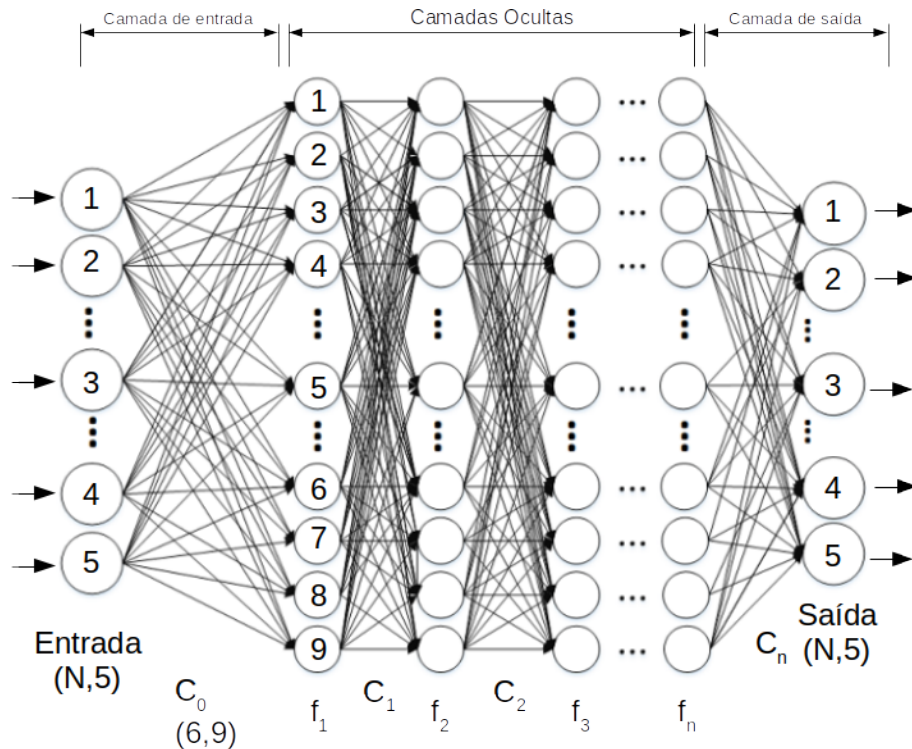 Camada de entrada
Camadas Ocultas
Camada de saída
1
2
3
4
5
1
2
3
4
5
6
7
8
9
1
2
3
4
5
Entrada
(N,5)
C0
(6,9)
f1
C1
f2
C2
f3
fn
Cn
Saída
(N,5)